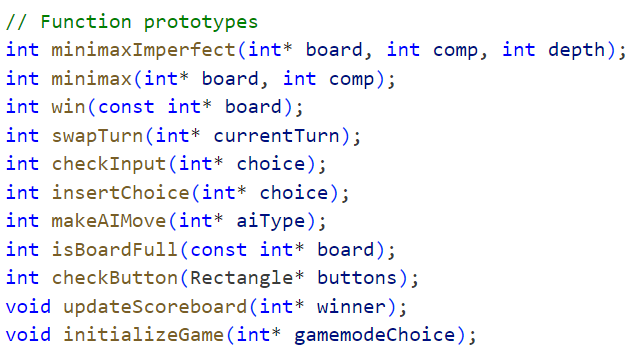 // Function prototypes
int minimaxImperfect(int* board, int comp, int depth);
int minimax(int* board, int comp);
int win(const int* board);
int swapTurn(int* currentTurn);
int checkInput(int* choice);
int insertChoice(int* choice);
int makeAIMove(int* aiType);
int isBoardFull(const int* board);
int checkButton(Rectangle* buttons);
void updateScoreboard(int* winner);
void initializeGame(int* gamemodeChoice);